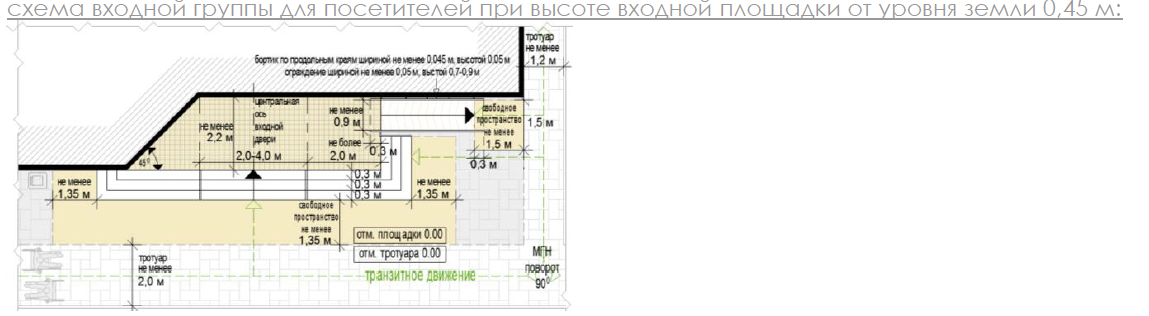 схема входной группы для посетителей при высоте входной площадки от уровня земли 0,45 м:
тротуар
не менее
1,2 м
бортик по продольным краям шириной не менее 0,045 м, высотой 0,05 м
ограждение шириной не менее 0,05 м, выстой 0,7-0,9 м
центральная
ось
входной
двери
не менее
2,2 м
2,0-4,0 м
45⁰
не менее
0,9 м
не более
2,0 м
0,3 м
свободное
пространство
не менее
1,5 м
1,5 м
0,3 м
0,3 м
0,3 м
0,3 м
не менее
1,35 м
не менее
1,35 м
свободное
пространство
не менее
1,35 м
отм. площадки 0.00
отм. тротуара 0.00
тротуар
не менее
2,0 м
транзитное движение
МГН
поворот
90⁰